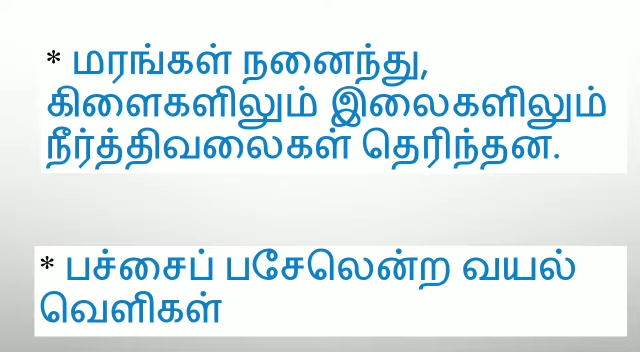 * மரங்கள் நனைந்து,
கிளைகளிலும் இலைகளிலும்
நீர்த்திவலைகள் தெரிந்தன.
* பச்சைப் பசேலென்ற வயல்
வெளிகள்